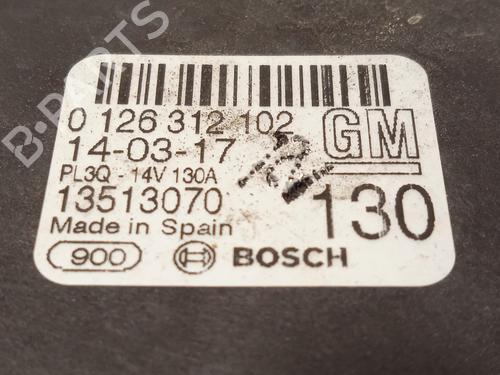 0 126 312 102
14-03-17
GM
PL3Q - 14V 130A
13513070
130
Made in Spain
900
BOSCH
B-PARTS